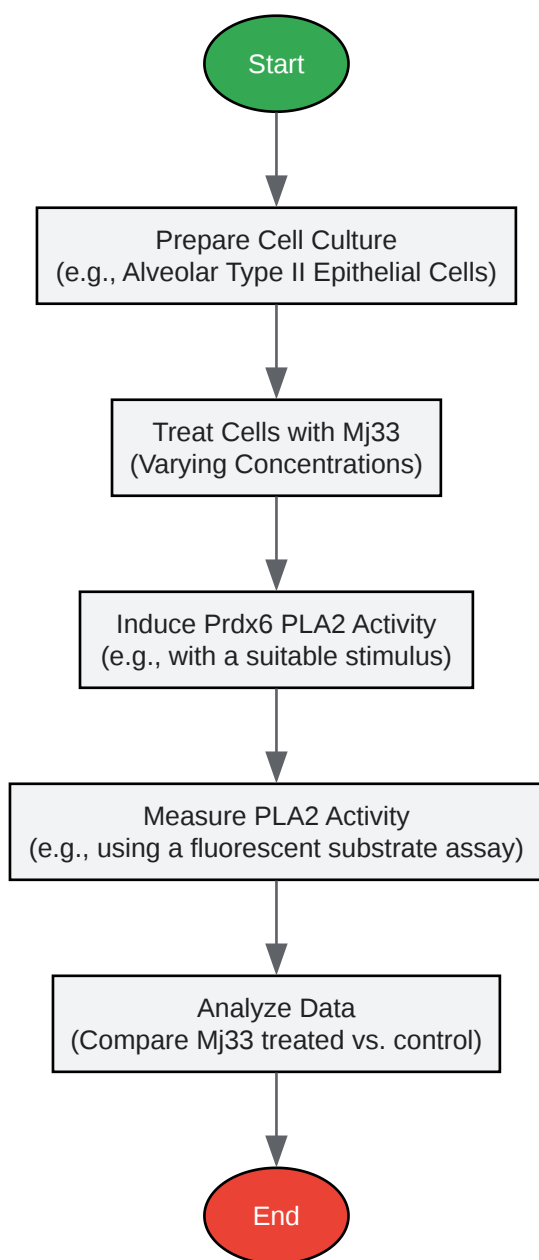 Start
Prepare Cell Culture
(e.g., Alveolar Type II Epithelial Cells)
Treat Cells with Mj33
(Varying Concentrations)
Induce Prdx6 PLA2 Activity
(e.g., with a suitable stimulus)
Measure PLA2 Activity
(e.g., using a fluorescent substrate assay)
Analyze Data
(Compare Mj33 treated vs. control)
End